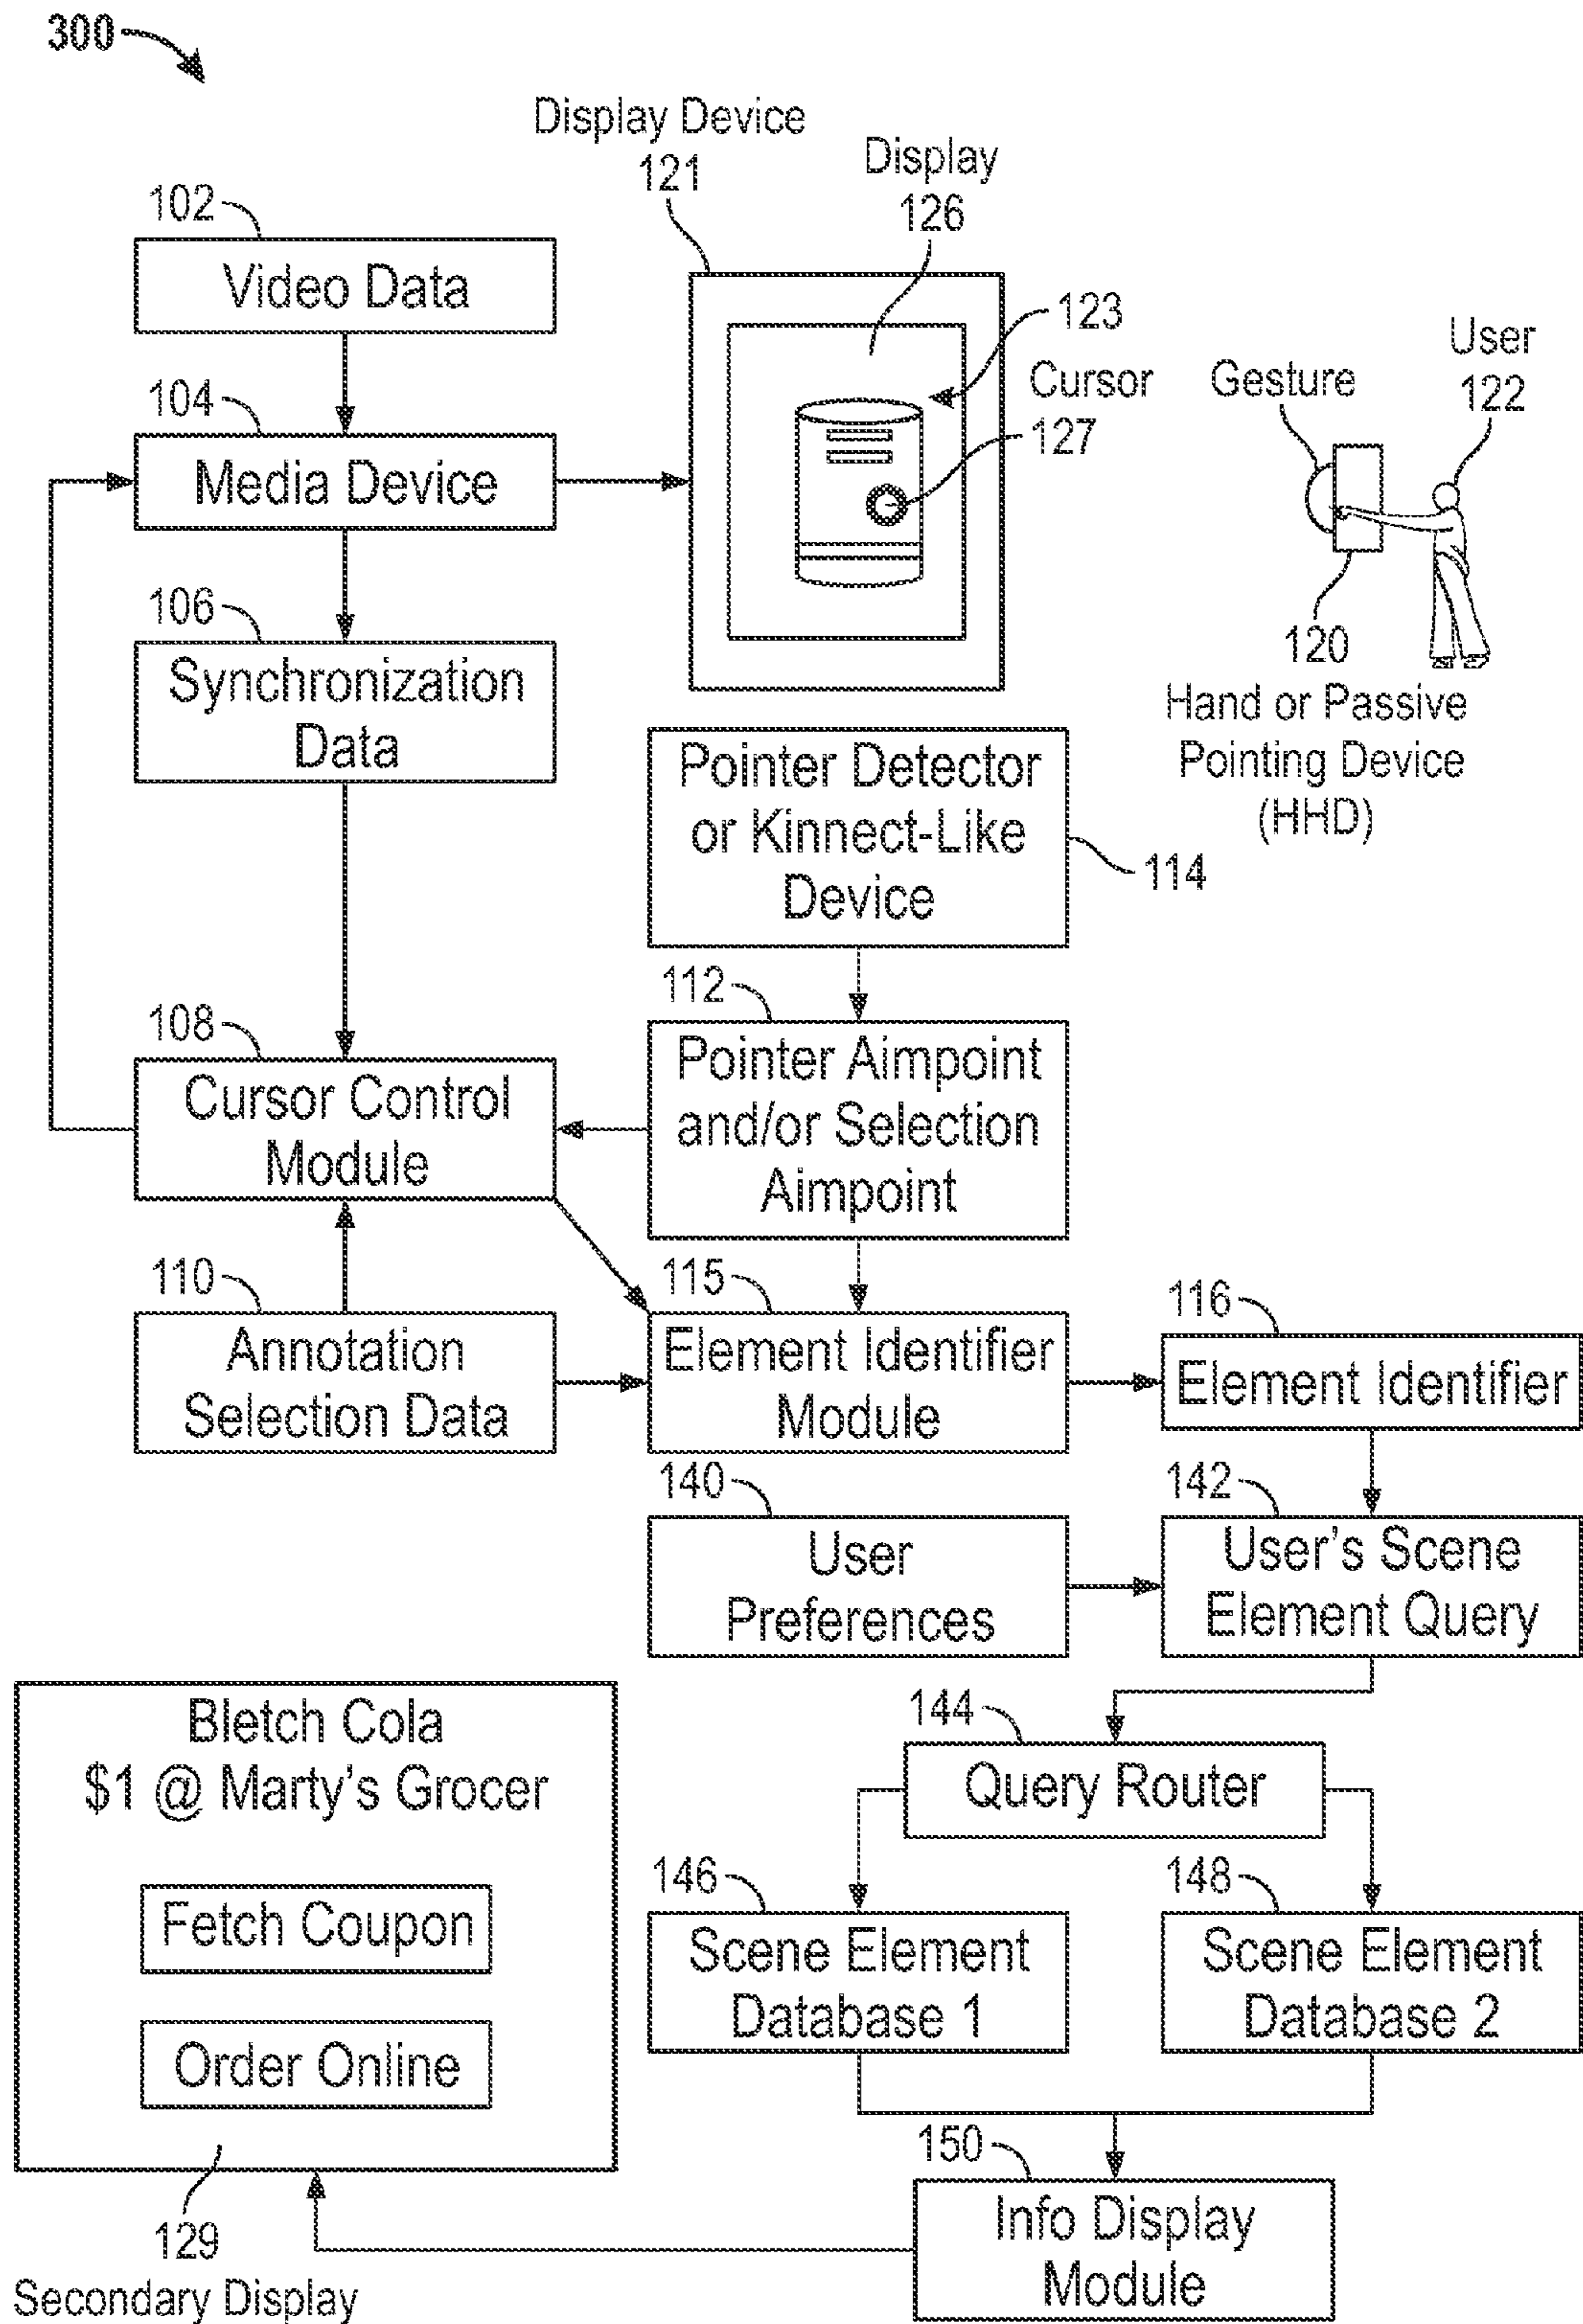 300
Display Device
121
Display
126
102
Video Data
123
Cursor
127
Gesture
User
122
104
Media Device
106
Synchronization
Data
120
Hand or Passive
Pointing Device
(HHD)
Pointer Detector
or Kinnect-Like
Device
114
108
Cursor Control
Module
112
Pointer Aimpoint
and/or Selection
Aimpoint
110
Annotation
Selection Data
115
Element Identifier
Module
116
Element Identifier
140
User
Preferences
142
User's Scene
Element Query
Bletch Cola
$1 @ Marty's Grocer
Fetch Coupon
Order Online
144
Query Router
146
Scene Element
Database 1
148
Scene Element
Database 2
150
Info Display
Module
129
Secondary Display